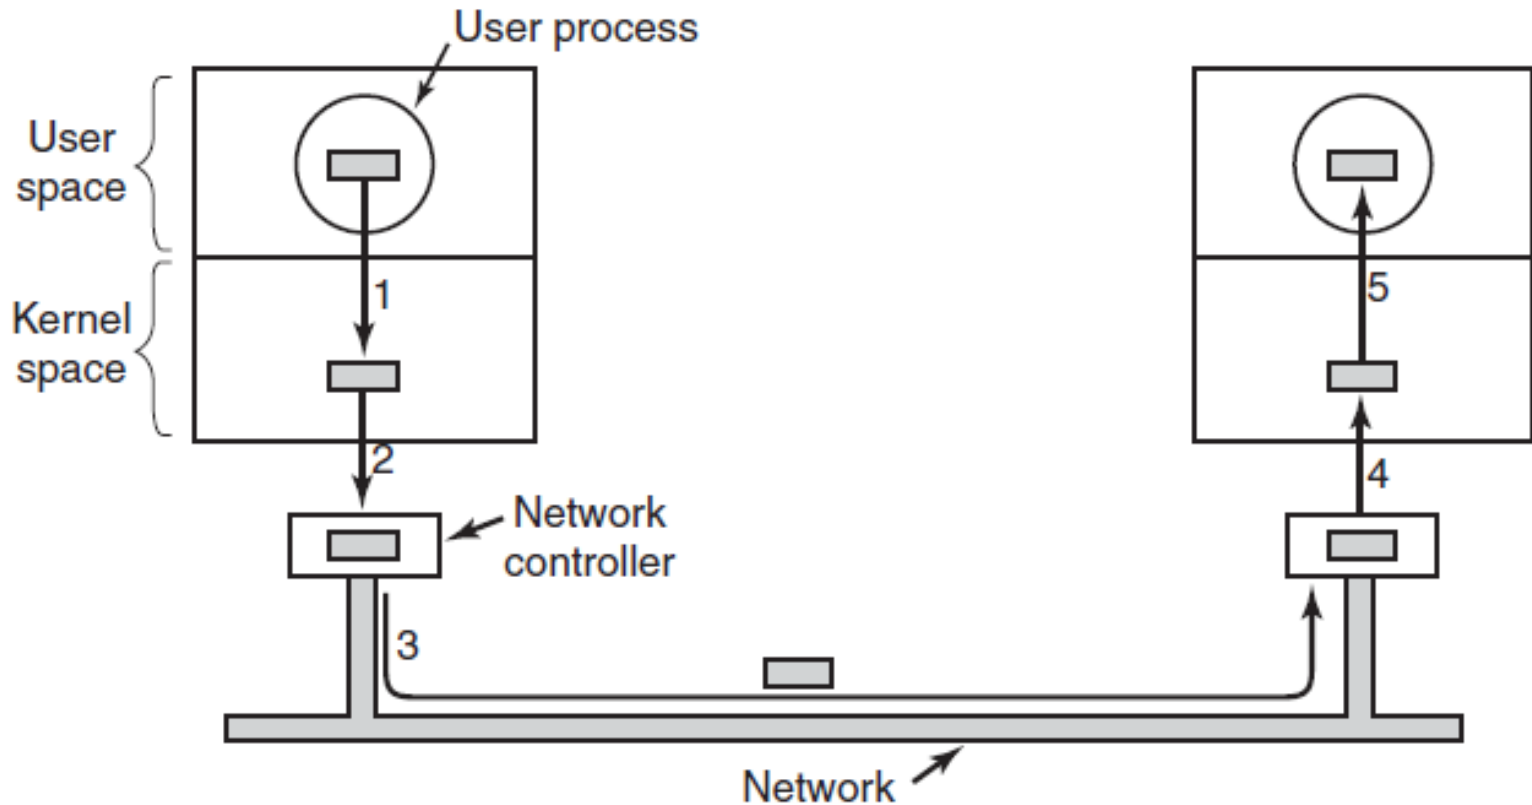 User process
User
space
1
5
Kernel
space
2
4
Network
controller
3
Network